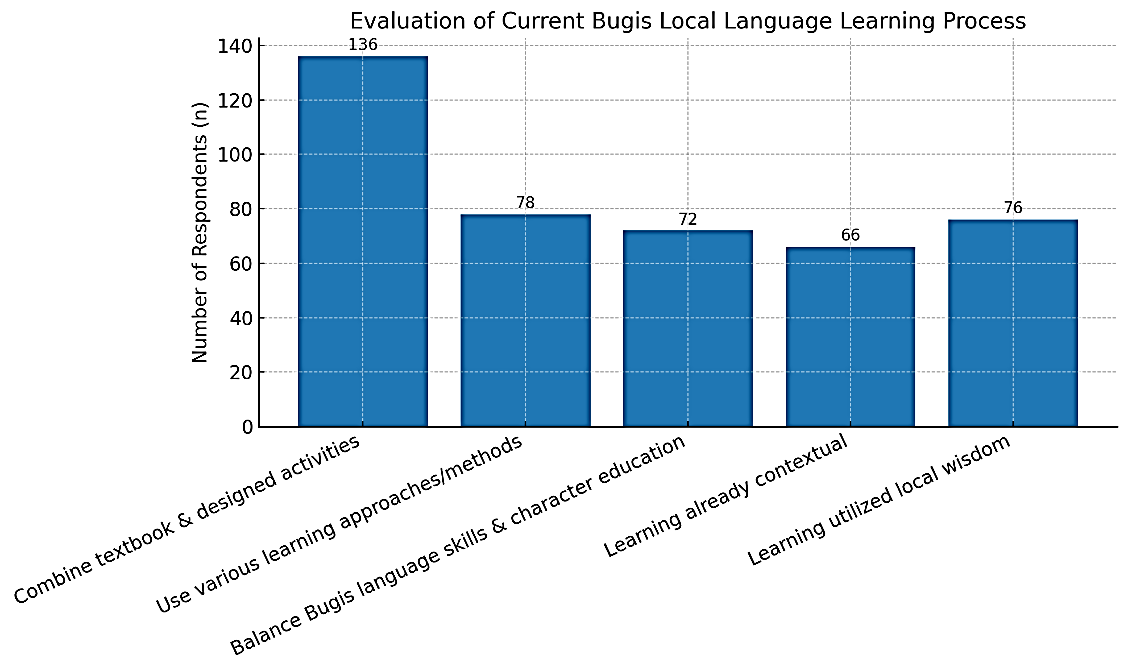 Evaluation of Current Bugis Local Language Learning Process
Number of Respondents (n)
140
120
100
80
60
40
20
0
136
78
72
66
76
Combine textbook & designed activities
Use various learning approaches/methods
Balance Bugis language skills & character education
Learning already contextual
Learning utilized local wisdom